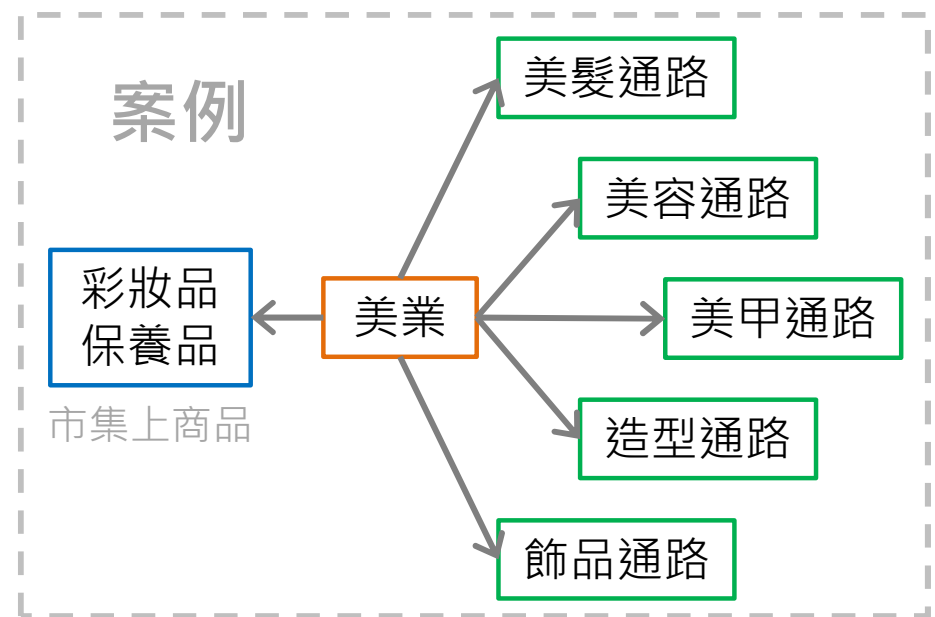 案例
美髮通路
美容通路
彩妝品
保養品
美業
美甲通路
市集上商品
造型通路
飾品通路